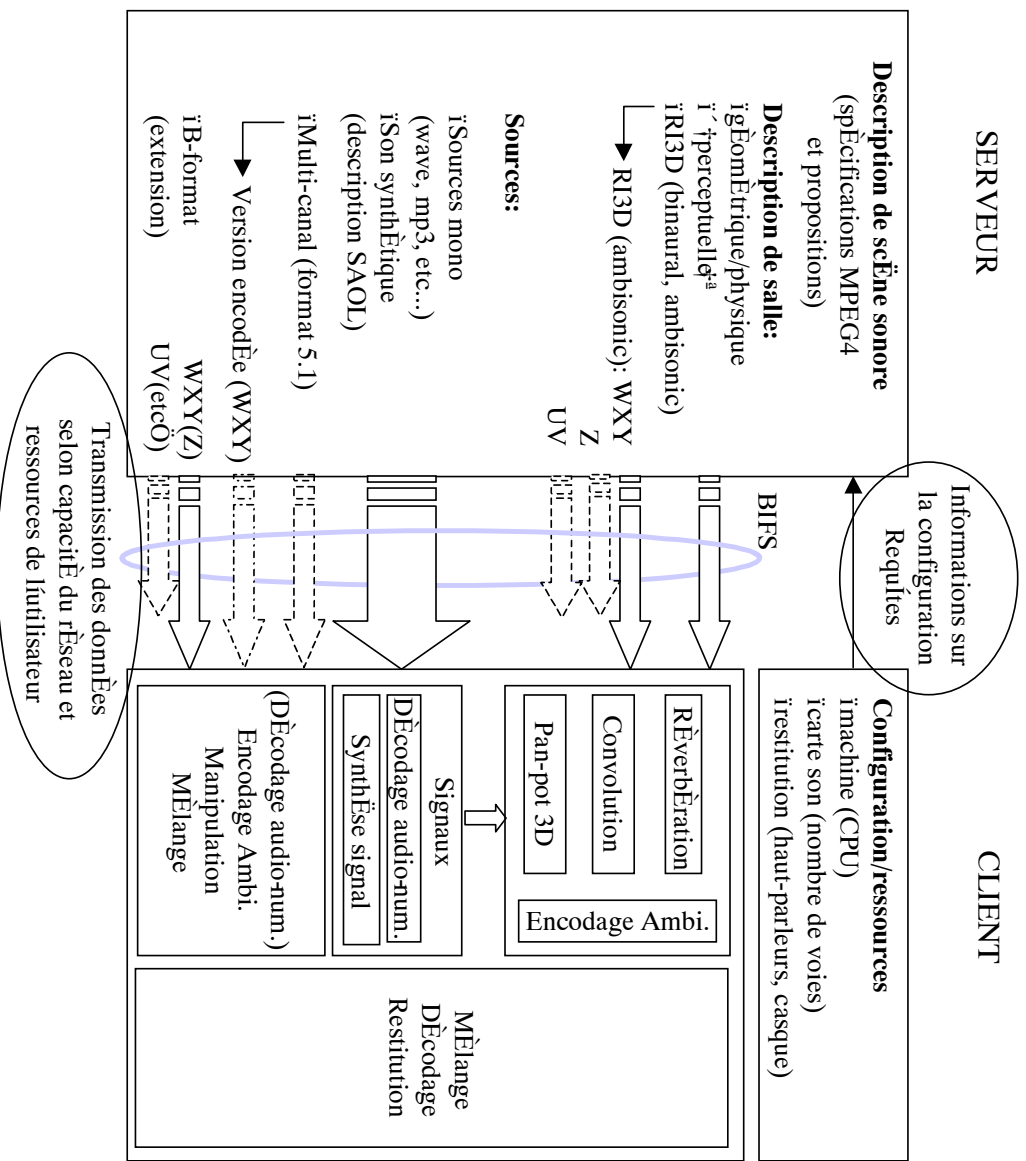 SERVEUR
CLIENT
Description de scËne sonore
(spÈcifications MPEG4
et propositions)
Description de salle:
ïgÈomÈtrique/physique
ï´†perceptuelle†ª
ïRI3D (binaural, ambisonic)
RI3D (ambisonic): WXY
Z
UV
Sources:
ïSources mono
(wave, mp3, etc...)
ïSon synthÈtique
(description SAOL)
ïMulti-canal (format 5.1)
Version encodÈe (WXY)
ïB-format
(extension)
WXY(Z)
UV(etcÖ)
Informations sur
la configuration
RequÍtes
BIFS
Transmission des donnÈes
selon capacitÈ du rÈseau et
ressources de líutilisateur
Configuration/ressources
ïmachine (CPU)
ïcarte son (nombre de voies)
ïrestitution (haut-parleurs, casque)
RÈverbÈration
Convolution
Pan-pot 3D
Encodage Ambi.
Signaux
DÈcodage audio-num.
SynthËse signal
(DÈcodage audio-num.)
Encodage Ambi.
Manipulation
MÈlange
MÈlange
DÈcodage
Restitution